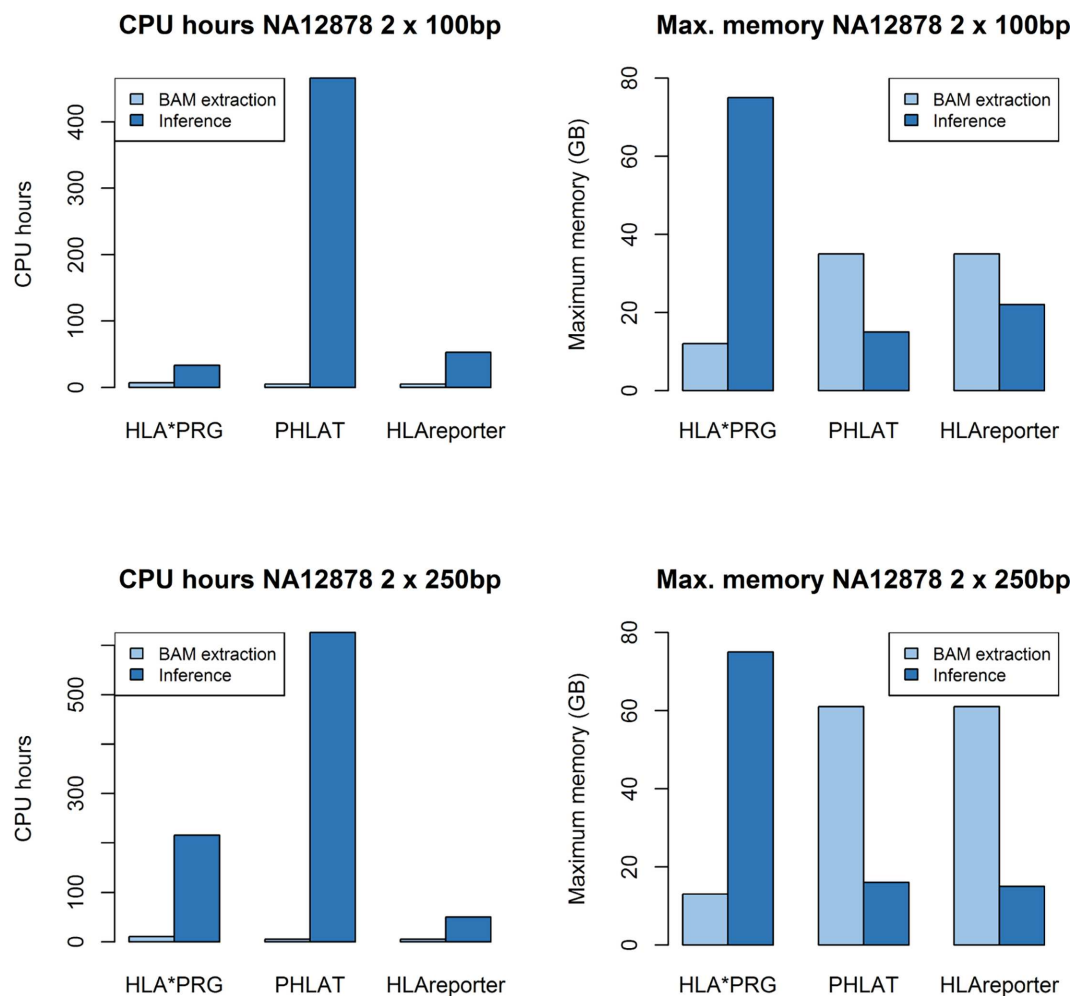 CPU hours NA12878 2 x 100bp
BAM extraction
Inference
CPU hours
0
100
200
300
400
HLA*PRG PHLAT HLAreporter
Max. memory NA12878 2 x 100bp
BAM extraction
Inference
Maximum memory (GB)
0
20
40
60
80
HLA*PRG PHLAT HLAreporter
CPU hours NA12878 2 x 250bp
BAM extraction
Inference
CPU hours
0
100
300
500
HLA*PRG PHLAT HLAreporter
Max. memory NA12878 2 x 250bp
BAM extraction
Inference
Maximum memory (GB)
0
20
40
60
80
HLA*PRG PHLAT HLAreporter